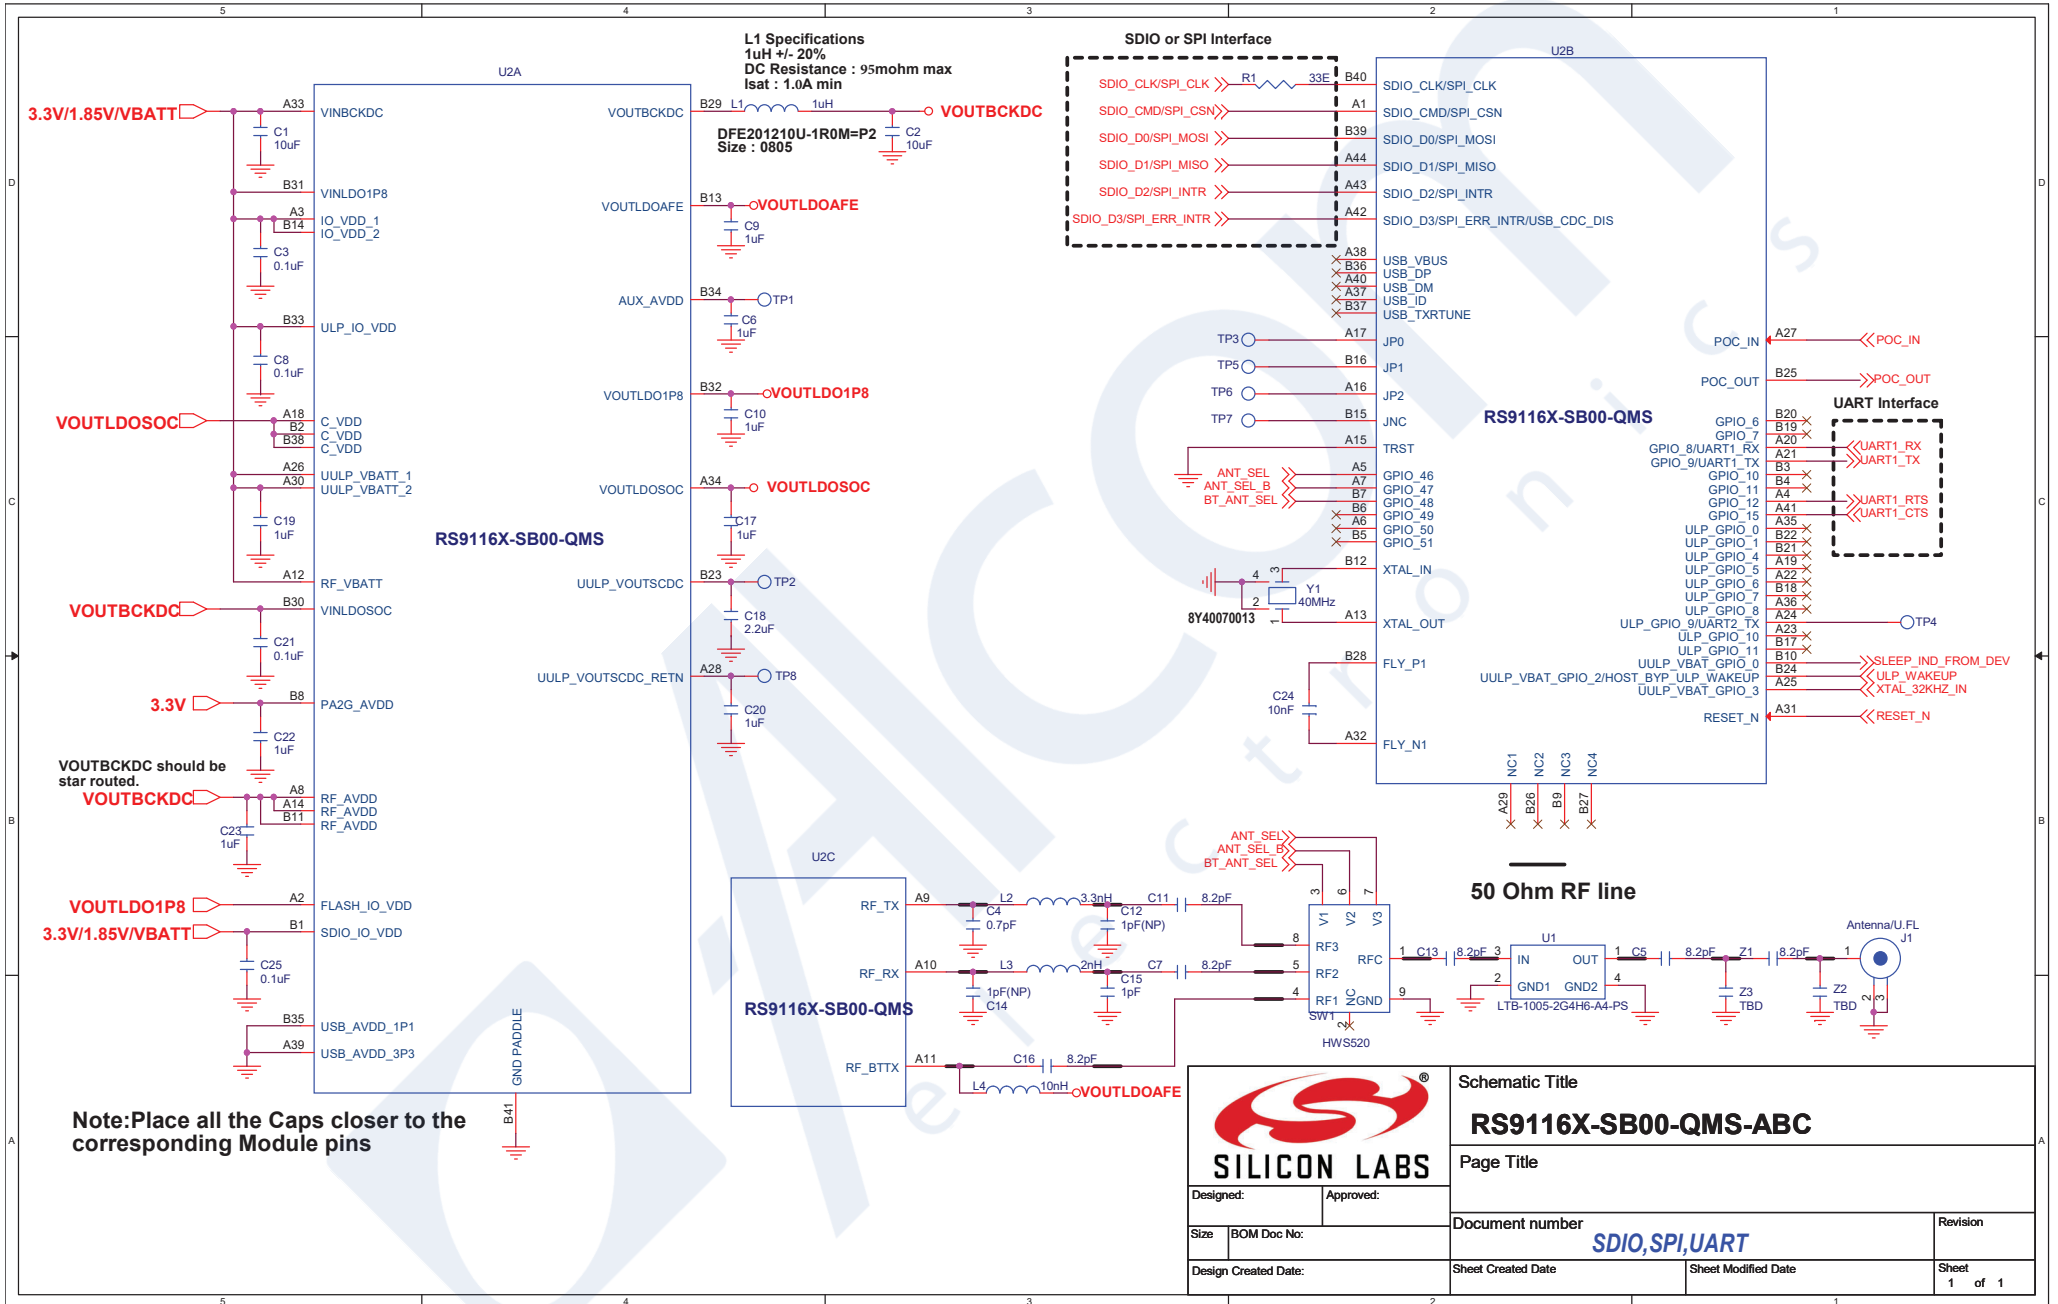 5 4 3 2 1
D
C
B
A
L1 Specifications
1uH +/- 20%
DC Resistance : 95mohm max
Isat : 1.0A min
U2A
3.3V/1.85V/VBATT
A33 VINBCKDC
C1
10uF
B31 VINLDO1P8
A3 IO_VDD_1
B14 IO_VDD_2
C3
0.1uF
B33 ULP_IO_VDD
C8
0.1uF
VOUTLDOSOC
A18 C_VDD
B2 C_VDD
B38 C_VDD
A26 UULP_VBATT_1
A30 UULP_VBATT_2
C19
1uF
A12 RF_VBATT
VOUTBCKDC
B30 VINLDOSOC
C21
0.1uF
3.3V
B8 PA2G_AVDD
C22
1uF
VOUTBCKDC should be
star routed.
VOUTBCKDC
A8 RF_AVDD
A14 RF_AVDD
B11 RF_AVDD
C23
1uF
VOUTLDO1P8
A2 FLASH_IO_VDD
3.3V/1.85V/VBATT
B1 SDIO_IO_VDD
C25
0.1uF
B35 USB_AVDD_1P1
A39 USB_AVDD_3P3
GND PADDLE
B41
RS9116X-SB00-QMS
VOUTBCKDC B29 L1 1uH VOUTBCKDC
DFE201210U-1R0M=P2
Size : 0805
C2
10uF
VOUTLDOAFE B13 VOUTLDOAFE
C9
1uF
AUX_AVDD B34 TP1
C6
1uF
VOUTLDO1P8 B32 VOUTLDO1P8
C10
1uF
VOUTLDOSOC A34 VOUTLDOSOC
C17
1uF
UULP_VOUTSCDC B23 TP2
C18
2.2uF
UULP_VOUTSCDC_RETN A28 TP8
C20
1uF
Note:Place all the Caps closer to the
corresponding Module pins
SDIO or SPI Interface
U2B
SDIO_CLK/SPI_CLK R1 33E B40 SDIO_CLK/SPI_CLK
SDIO_CMD/SPI_CSN A1 SDIO_CMD/SPI_CSN
SDIO_D0/SPI_MOSI B39 SDIO_D0/SPI_MOSI
SDIO_D1/SPI_MISO A44 SDIO_D1/SPI_MISO
SDIO_D2/SPI_INTR A43 SDIO_D2/SPI_INTR
SDIO_D3/SPI_ERR_INTR A42 SDIO_D3/SPI_ERR_INTR/USB_CDC_DIS
A38 USB_VBUS
B36 USB_DP
A40 USB_DM
A37 USB_ID
B37 USB_TXRTUNE
TP3 A17 JP0
TP5 B16 JP1
TP6 A16 JP2
TP7 B15 JNC
A15 TRST
ANT_SEL A5 GPIO_46
ANT_SEL_B A7 GPIO_47
BT_ANT_SEL B7 GPIO_48
B6 GPIO_49
A6 GPIO_50
B5 GPIO_51
B12 XTAL_IN
4 3
2 1
Y1
40MHz
8Y40070013
A13 XTAL_OUT
B28 FLY_P1
C24
10nF
A32 FLY_N1
RS9116X-SB00-QMS
POC_IN A27 POC_IN
POC_OUT B25 POC_OUT
UART Interface
GPIO_6 B20
GPIO_7 B19
GPIO_8/UART1_RX A20 UART1_RX
GPIO_9/UART1_TX A21 UART1_TX
GPIO_10 B3
GPIO_11 B4
GPIO_12 A4 UART1_RTS
GPIO_15 A41 UART1_CTS
ULP_GPIO_0 A35
ULP_GPIO_1 B22
ULP_GPIO_4 B21
ULP_GPIO_5 A19
ULP_GPIO_6 A22
ULP_GPIO_7 B18
ULP_GPIO_8 A36
ULP_GPIO_9/UART2_TX A24 TP4
ULP_GPIO_10 A23
ULP_GPIO_11 B17
UULP_VBAT_GPIO_0 B10 SLEEP_IND_FROM_DEV
UULP_VBAT_GPIO_2/HOST_BYP_ULP_WAKEUP B24 ULP_WAKEUP
UULP_VBAT_GPIO_3 A25 XTAL_32KHZ_IN
RESET_N A31 RESET_N
NC1 NC2 NC3 NC4
A29 B26 B9 B27
50 Ohm RF line
U2C
RS9116X-SB00-QMS
RF_TX A9 L2 3.3nH C11 8.2pF
C4
0.7pF
C12
1pF(NP)
RF_RX A10 L3 2nH C7 8.2pF
1pF(NP)
C14
C15
1pF
RF_BTTX A11 C16 8.2pF
L4 10nH VOUTLDOAFE
ANT_SEL
ANT_SEL_B
BT_ANT_SEL
3 6 7
V1 V2 V3
8 RF3
5 RF2
4 RF1
RFC 1
NC GND 9
2
SW1
HWS520
C13 8.2pF
U1
3 IN OUT 1
2 GND1 GND2 4
LTB-1005-2G4H6-A4-PS
C5 8.2pF Z1 8.2pF
Z3
TBD
Z2
TBD
Antenna/U.FL
J1
1
2 3
SILICON LABS
®
Schematic Title
RS9116X-SB00-QMS-ABC
Page Title
Designed: Approved:
Size BOM Doc No:
Document number
SDIO,SPI,UART
Revision
Design Created Date:
Sheet Created Date
Sheet Modified Date
Sheet
1 of 1
Alcom
electronics
5 4 3 2 1